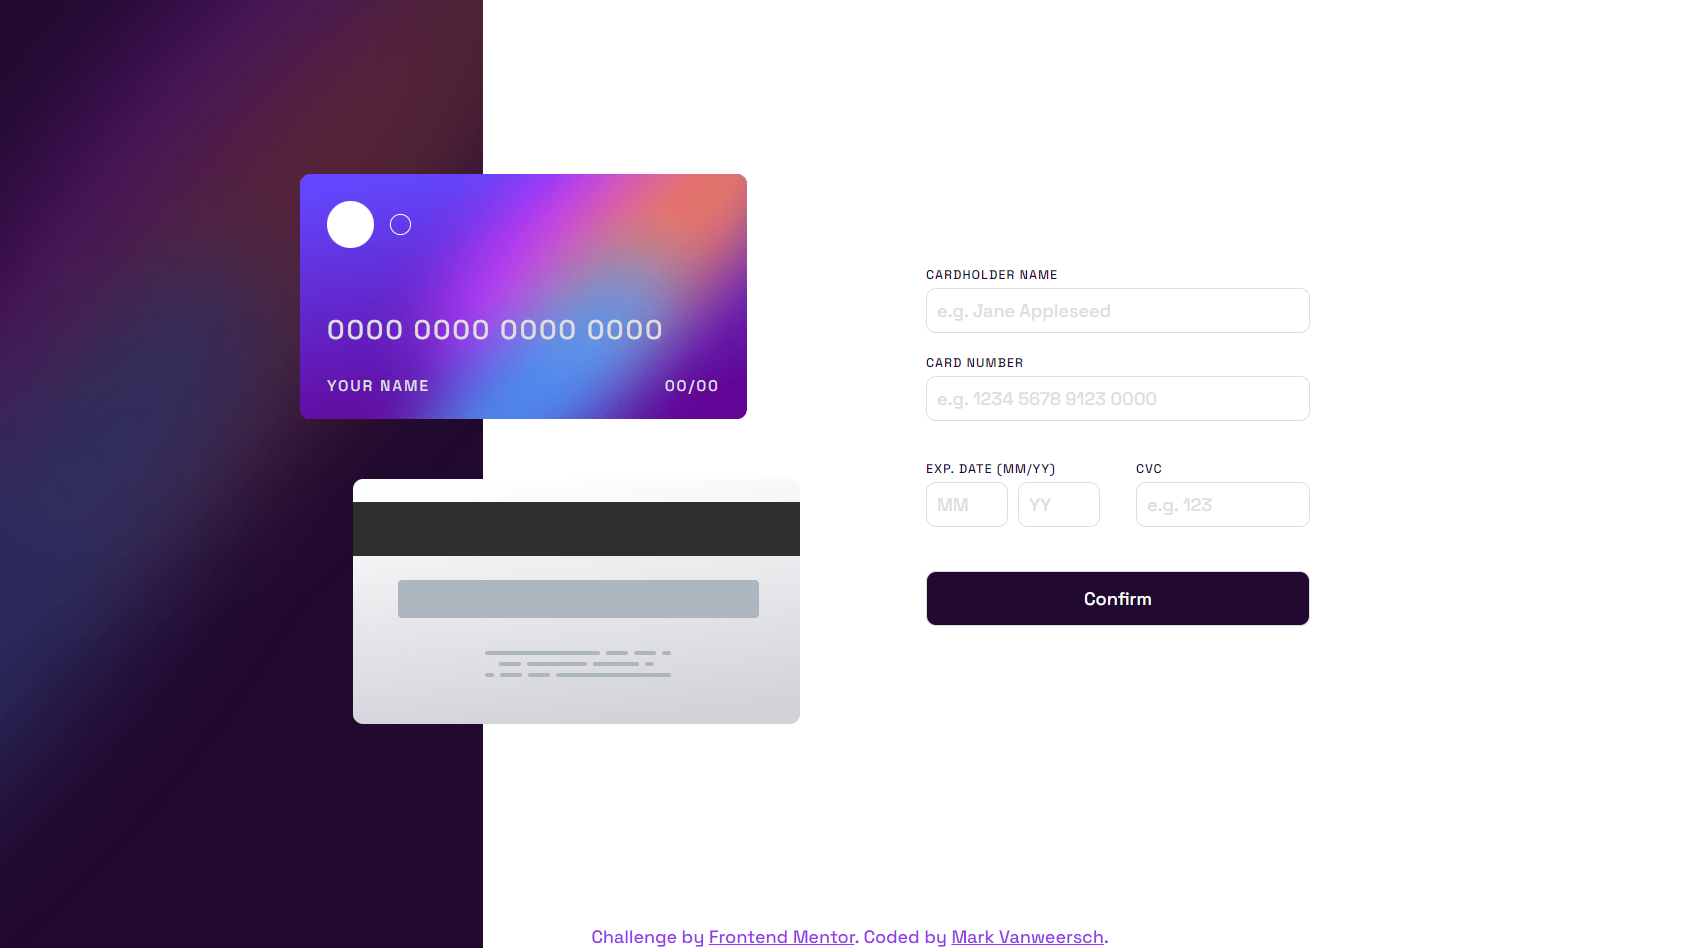 0000 0000 0000 0000
YOUR NAME 00/00
CARDHOLDER NAME
e.g. Jane Appleseed
CARD NUMBER
e.g. 1234 5678 9123 0000
EXP. DATE (MM/YY) CVC
MM YY e.g. 123
Confirm
Challenge by Frontend Mentor. Coded by Mark Vanweersch.